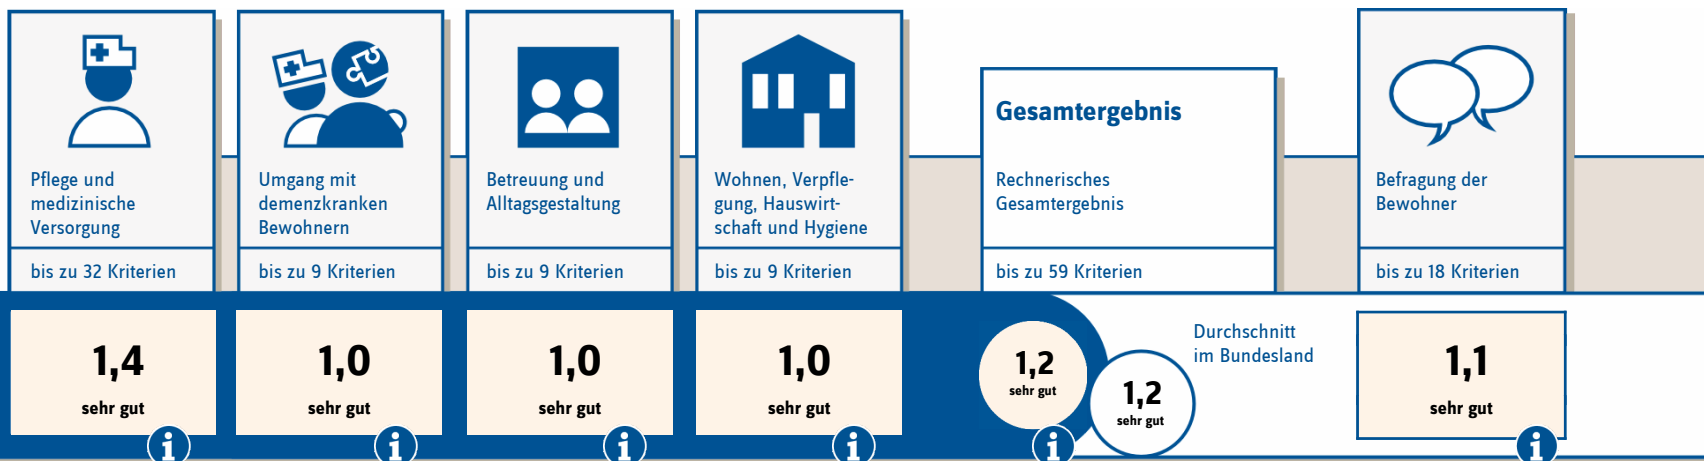 Pflege und
medizinische
Versorgung
bis zu 32 Kriterien
1,4
sehr gut
Umgang mit
demenzkranken
Bewohnern
bis zu 9 Kriterien
1,0
sehr gut
Betreuung und
Alltagsgestaltung
bis zu 9 Kriterien
1,0
sehr gut
Wohnen, Verpfle-
gung, Hauswirt-
schaft und Hygiene
bis zu 9 Kriterien
1,0
sehr gut
Gesamtergebnis
Rechnerisches
Gesamtergebnis
bis zu 59 Kriterien
1,2
sehr gut
Durchschnitt
im Bundesland
1,2
sehr gut
Befragung der
Bewohner
bis zu 18 Kriterien
1,1
sehr gut